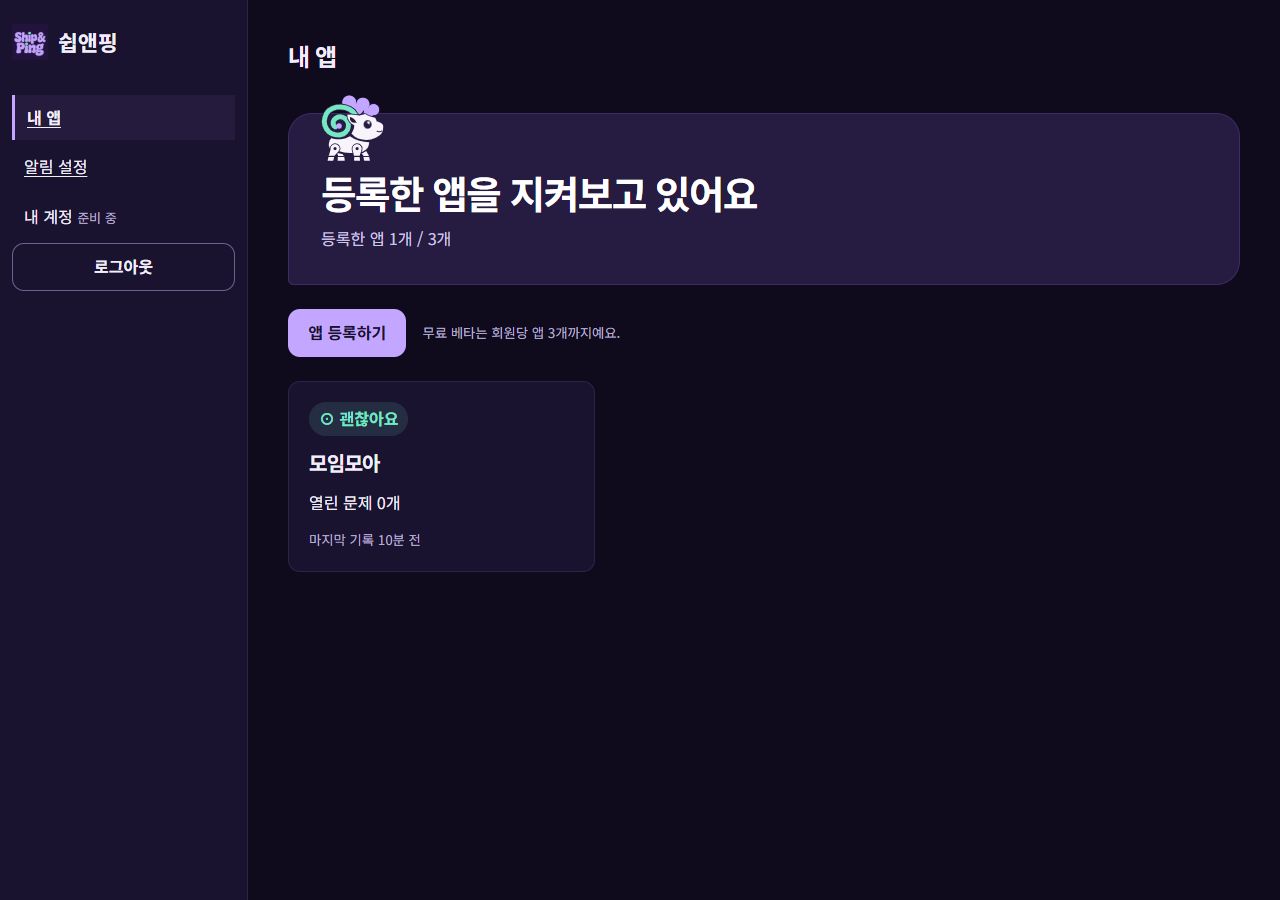 Ship&
Ping
쉽앤핑
내 앱
알림 설정
내 계정 준비 중
로그아웃
내 앱
등록한 앱을 지켜보고 있어요
등록한 앱 1개 / 3개
앱 등록하기
무료 베타는 회원당 앱 3개까지예요.
괜찮아요
모임모아
열린 문제 0개
마지막 기록 10분 전